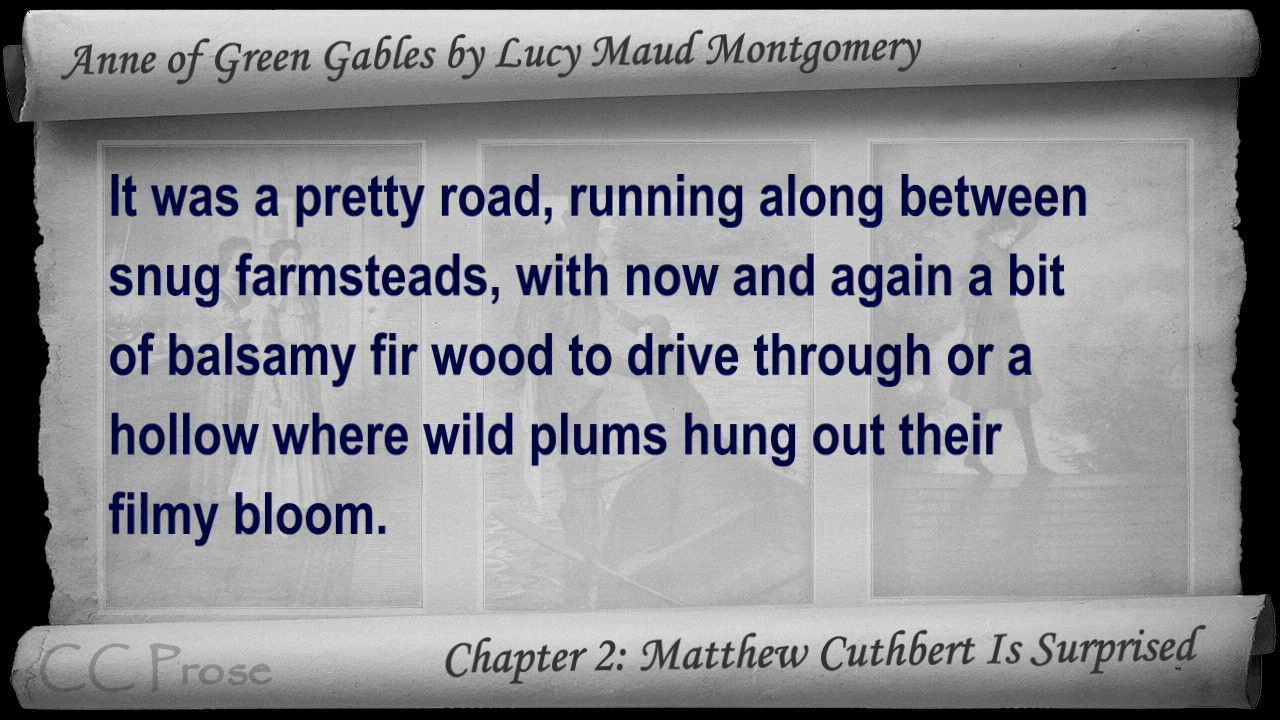 Anne of Green Gables by Lucy Maud Montgomery
It was a pretty road, running along between
snug farmsteads, with now and again a bit
of balsamy fir wood to drive through or a
hollow where wild plums hung out their
filmy bloom.
CC Prose
Chapter 2: Matthew Cuthbert Is Surprised